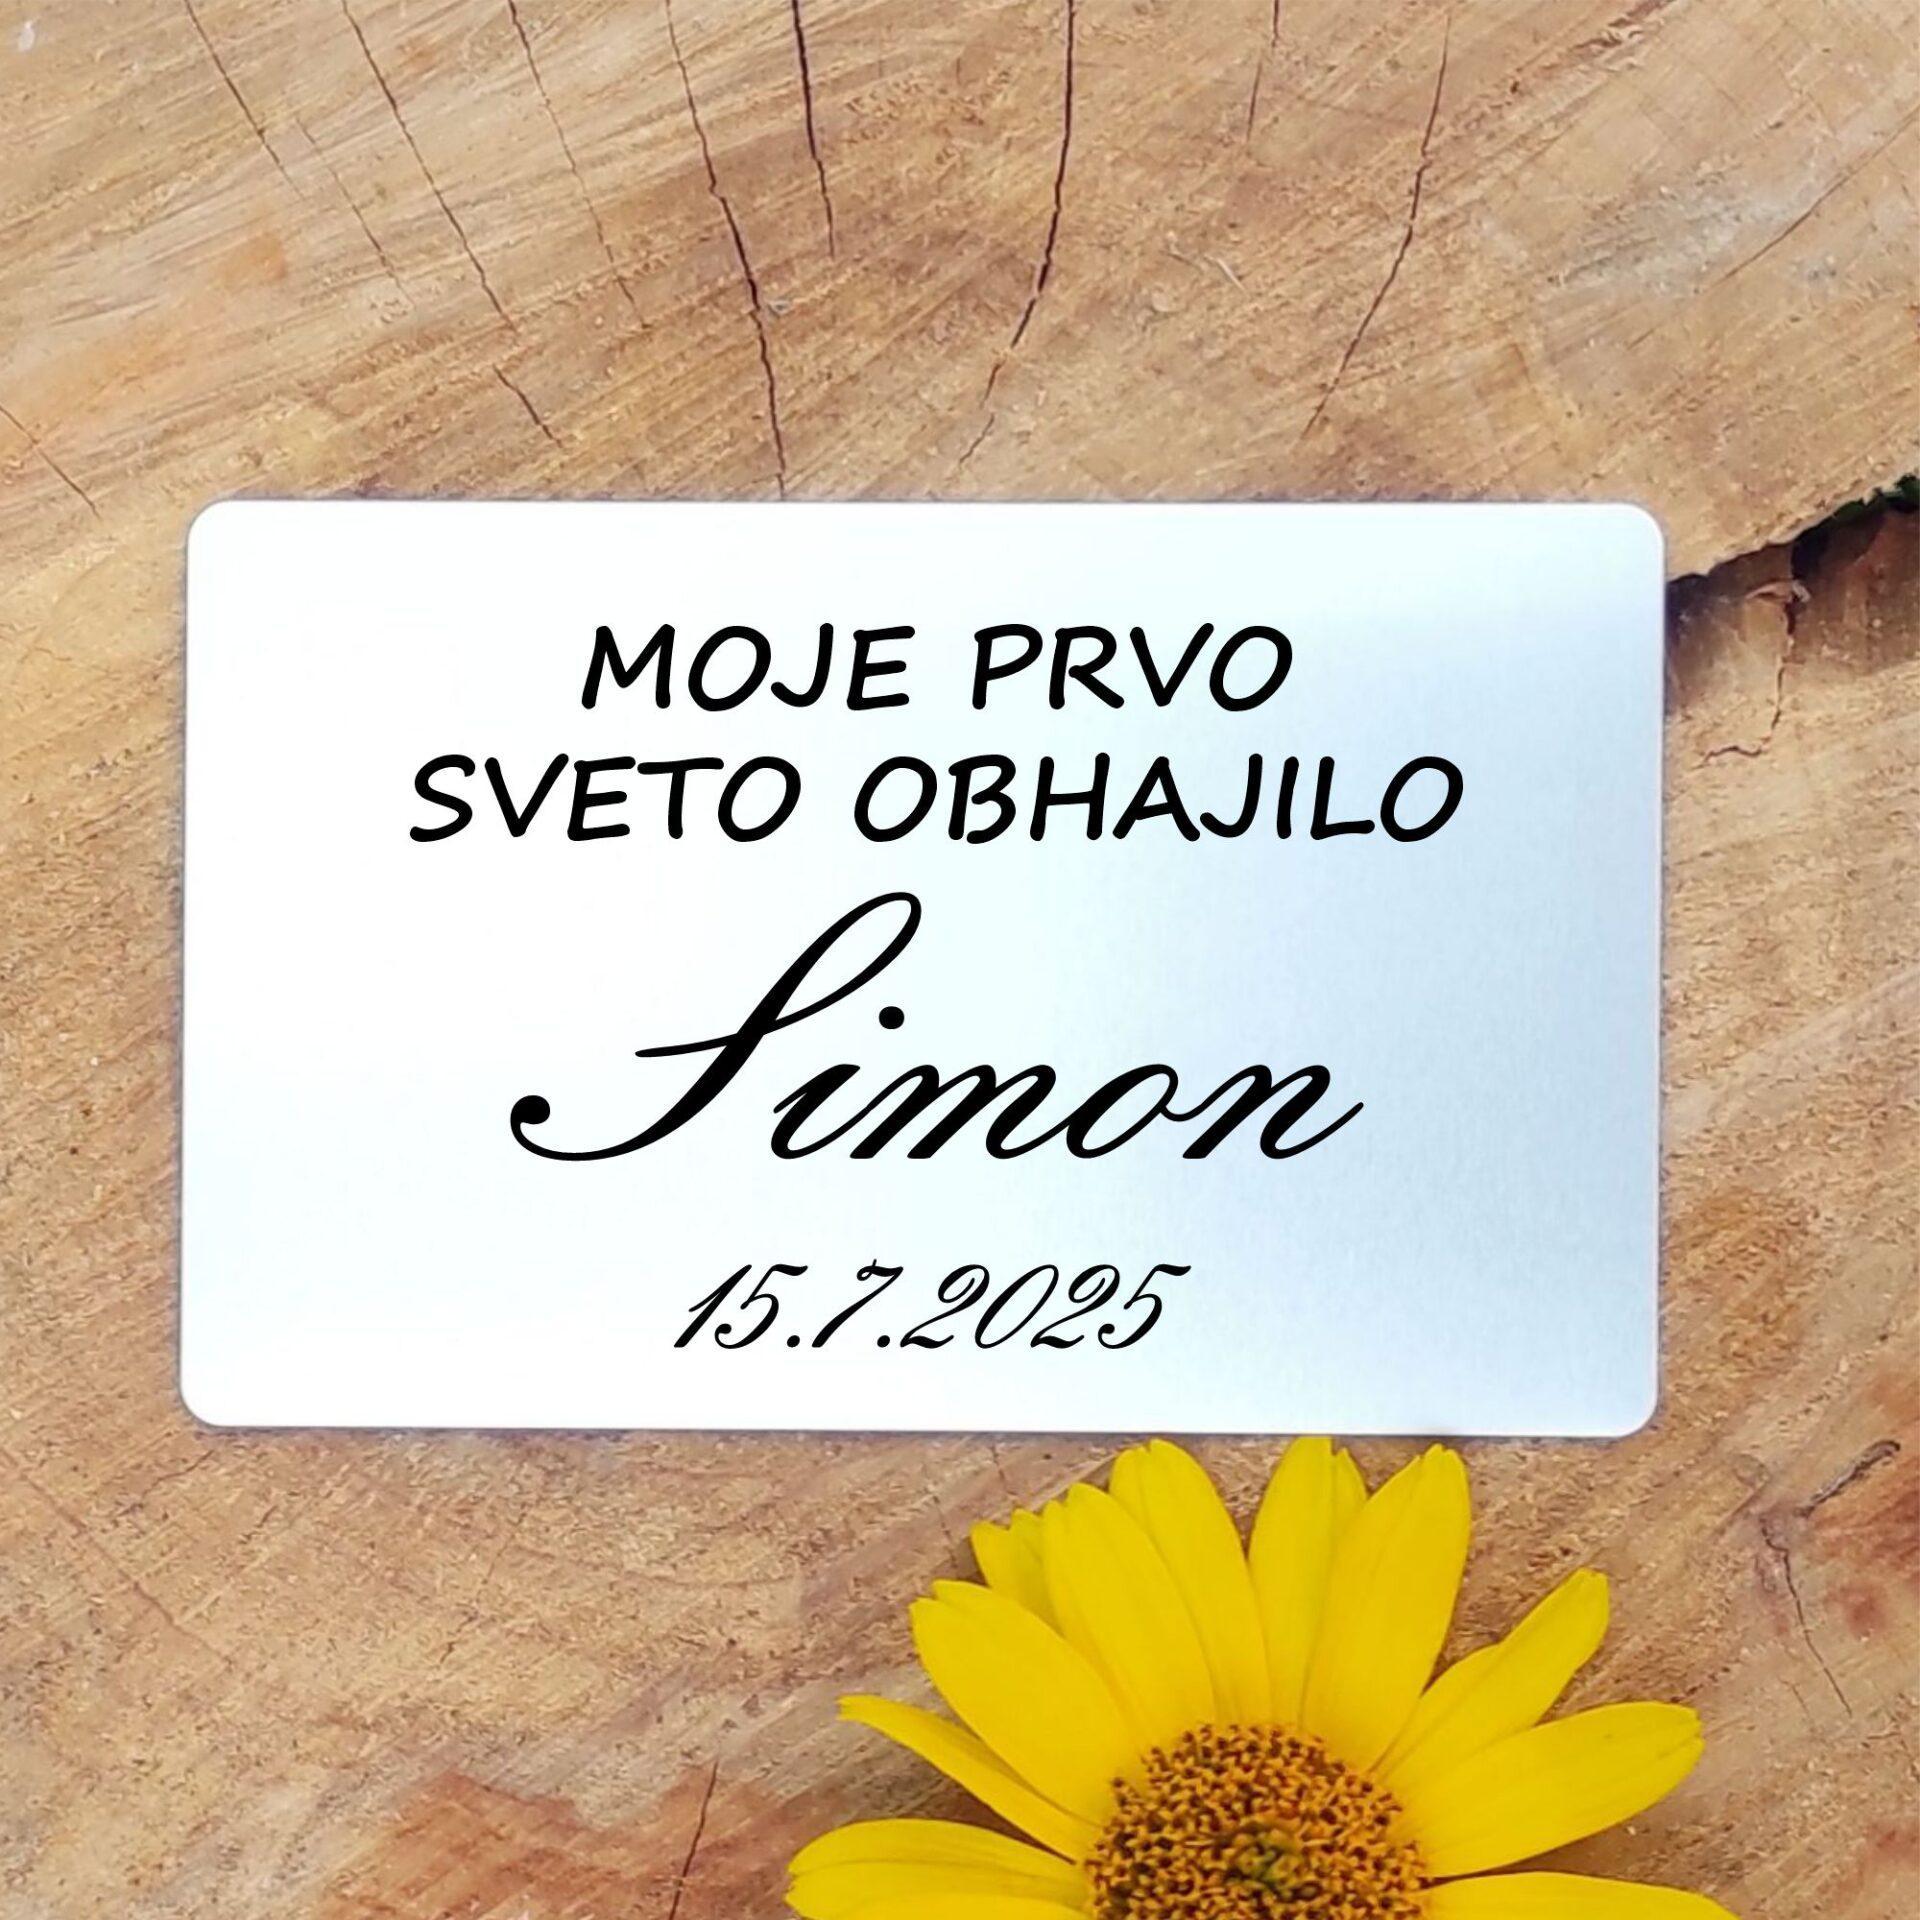 MOJE PRVO
SVETO OBHAJILO
Simon
15.7.2025